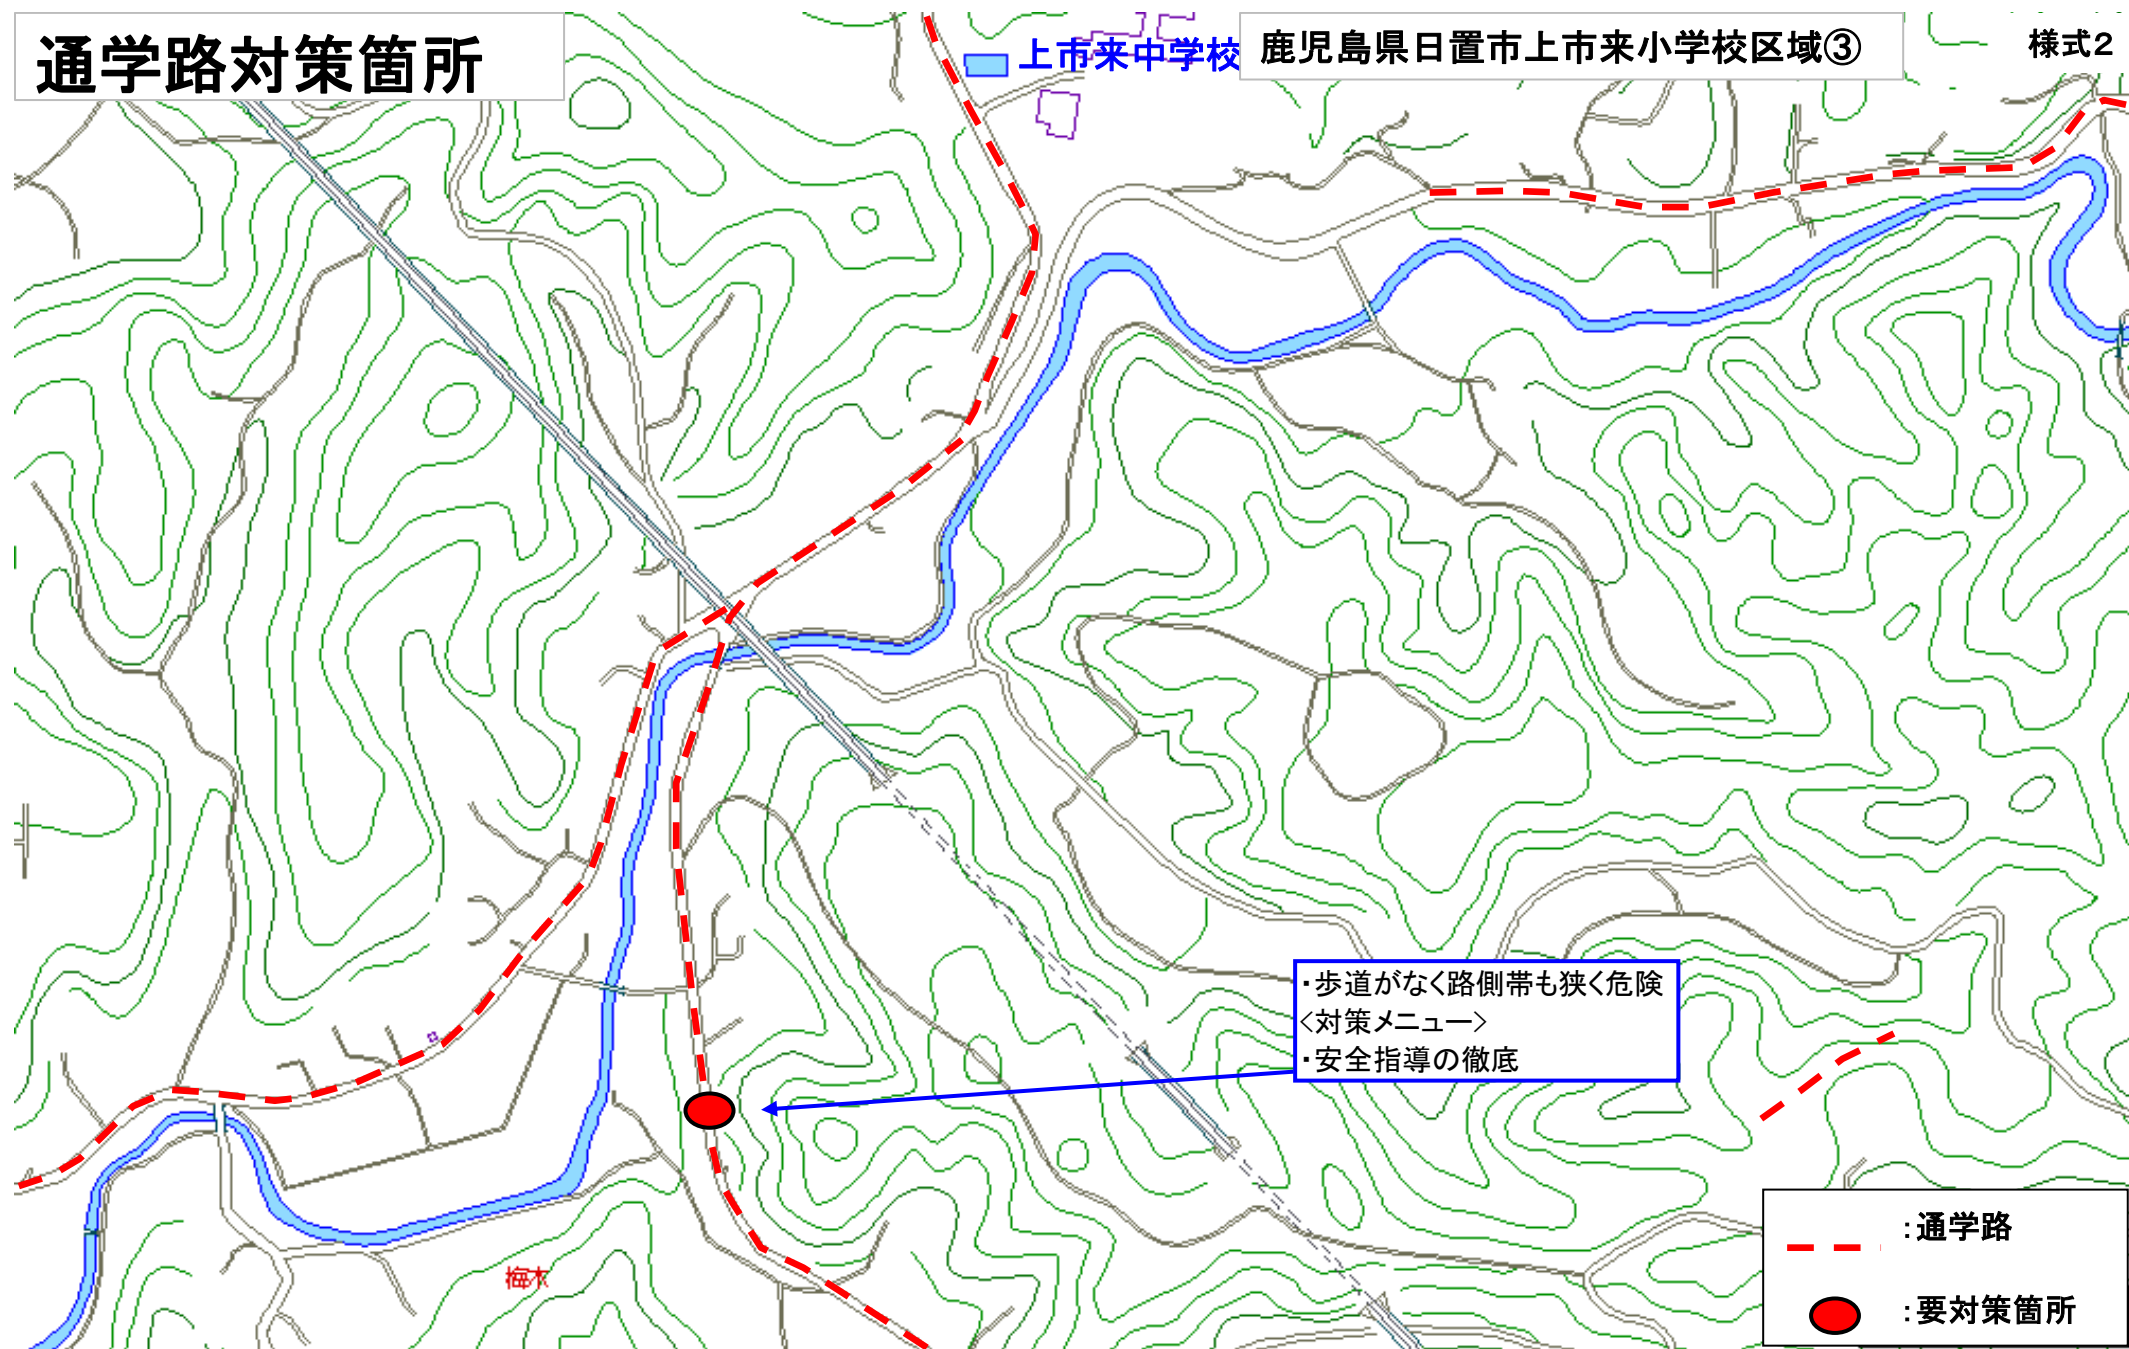 通学路対策箇所
上市来中学校
鹿児島県日置市上市来小学校区域③
様式2
・歩道がなく路側帯も狭く危険
<対策メニュー>
・安全指導の徹底
梅木
:通学路
:要対策箇所